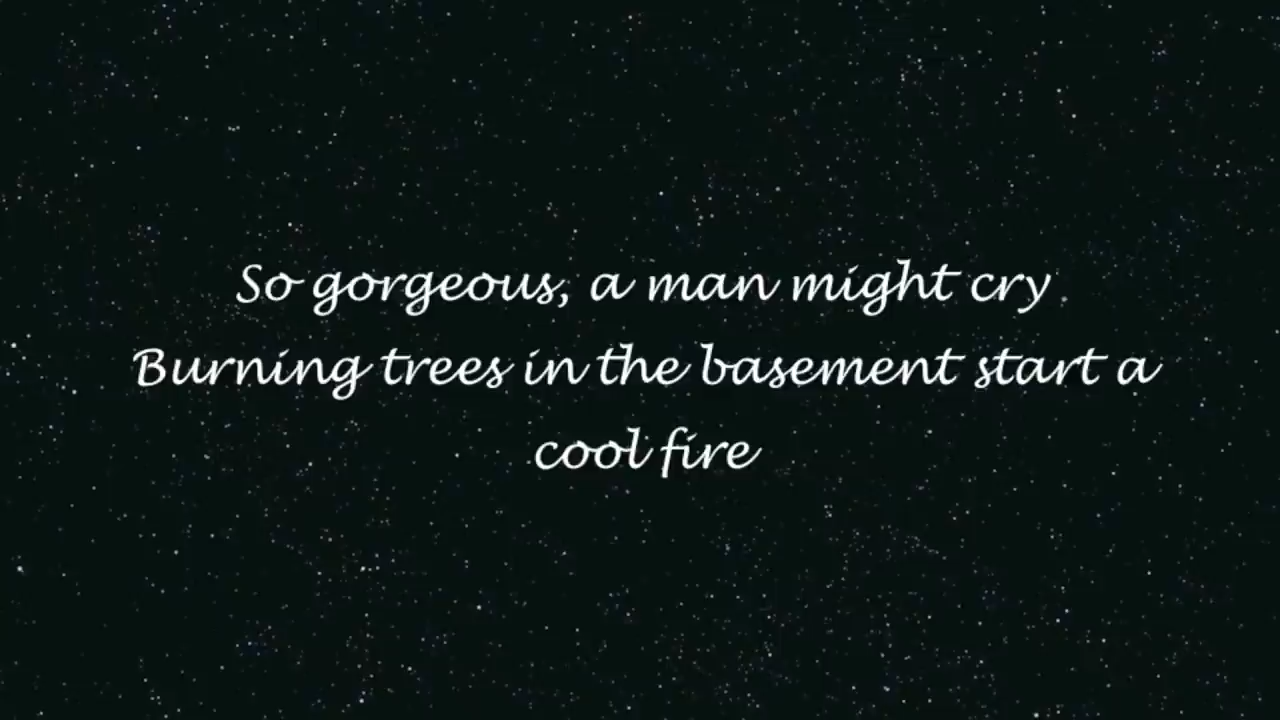 So gorgeous, a man might cry
Burning trees in the basement start a
cool fire